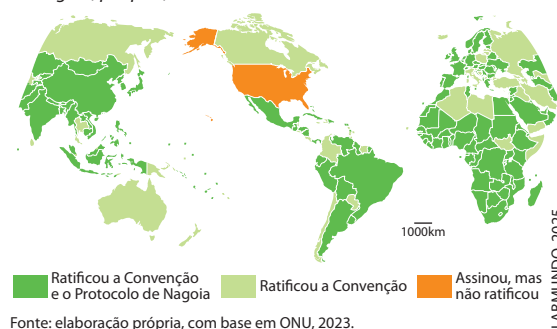 1000km
Ratificou a Convenção
e o Protocolo de Nagoia
Ratificou a Convenção
Assinou, mas
não ratificou
Fonte: elaboração própria, com base em ONU, 2023.
LABMUNDO, 2025